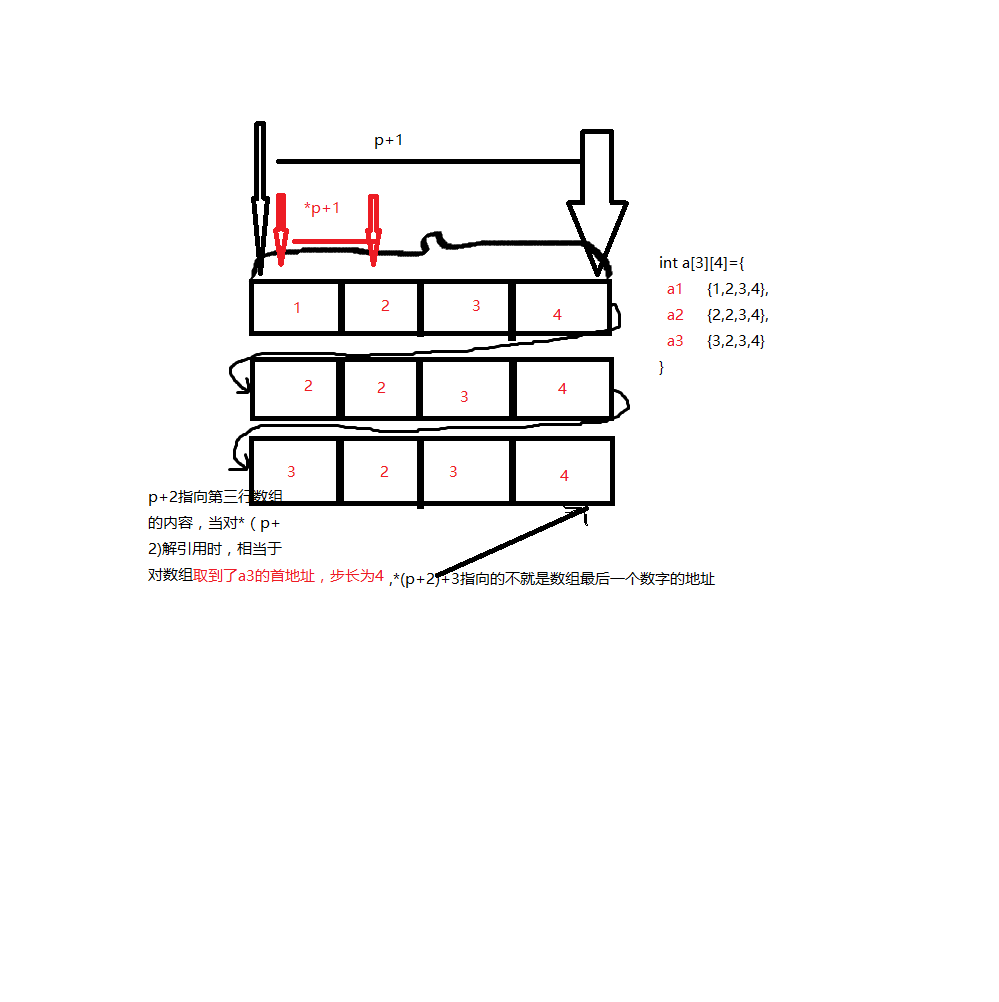 p+1
*p+1
int a[3][4]={
a1 {1,2,3,4},
a2 {2,2,3,4},
a3 {3,2,3,4}
}
1 2 3 4
2 2 3 4
3 2 3 4
p+2指向第三行数组
的内容，当对*（p+
2)解引用时，相当于
对数组取到了a3的首地址，步长为4 ,*(p+2)+3指向的不就是数组最后一个数字的地址